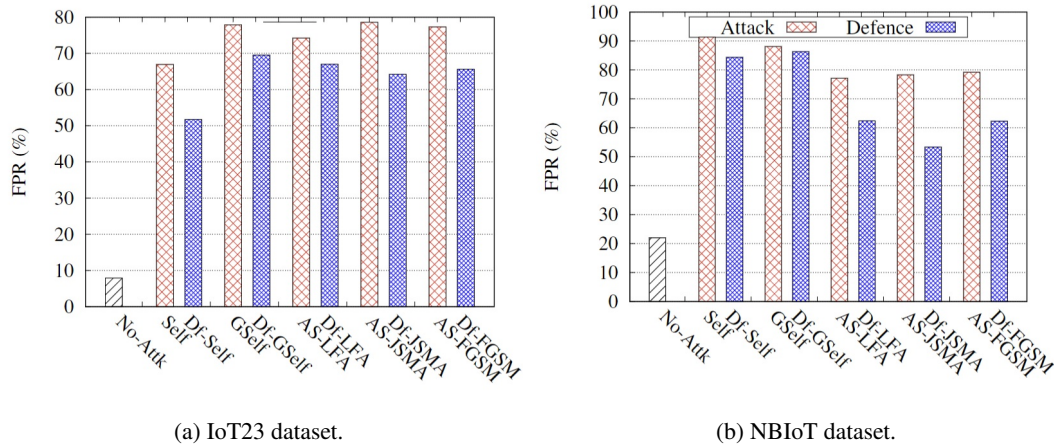 80
70
60
50
40
30
20
10
0
FPR (%)
No-Attk
Self
Df-Self
GSelf
Df-GSelf
AS-LFA
Df-LFA
AS-JSMA
Df-JSMA
AS-FGSM
Df-FGSM
(a) IoT23 dataset.
100
90
80
70
60
50
40
30
20
10
0
FPR (%)
Attack Defence
No-Attk
Self
Df-Self
GSelf
Df-GSelf
AS-LFA
Df-LFA
AS-JSMA
Df-JSMA
AS-FGSM
Df-FGSM
(b) NBIoT dataset.